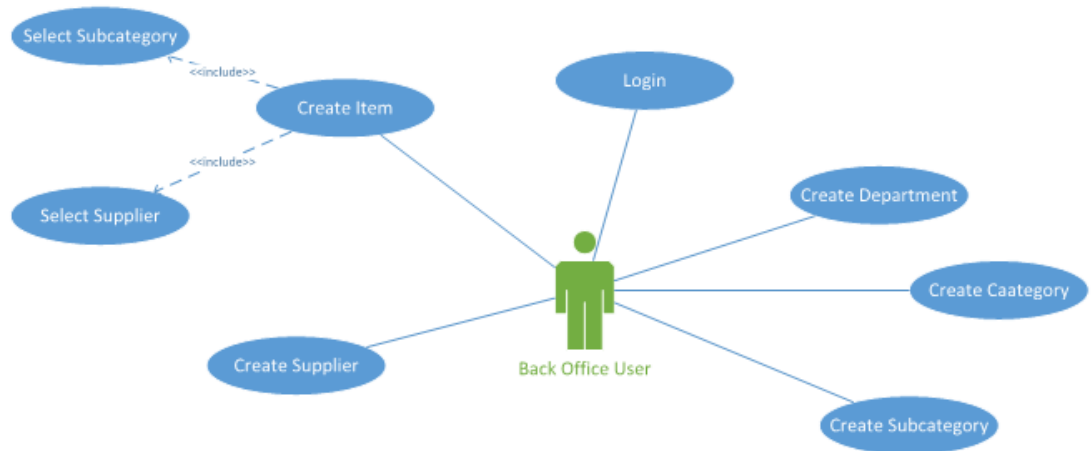 Select Subcategory
<<include>>
Create Item
Login
<<include>>
Select Supplier
Create Department
Create Caategory
Create Supplier
Back Office User
Create Subcategory